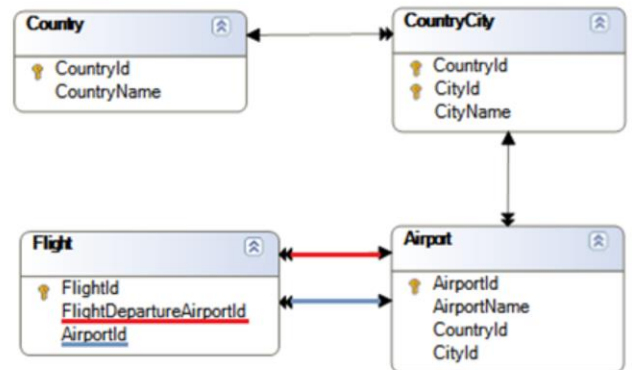 Country
CountryId
CountryName
CountryCity
CountryId
CityId
CityName
Flight
FlightId
FlightDepartureAirportId
AirportId
Airport
AirportId
AirportName
CountryId
CityId